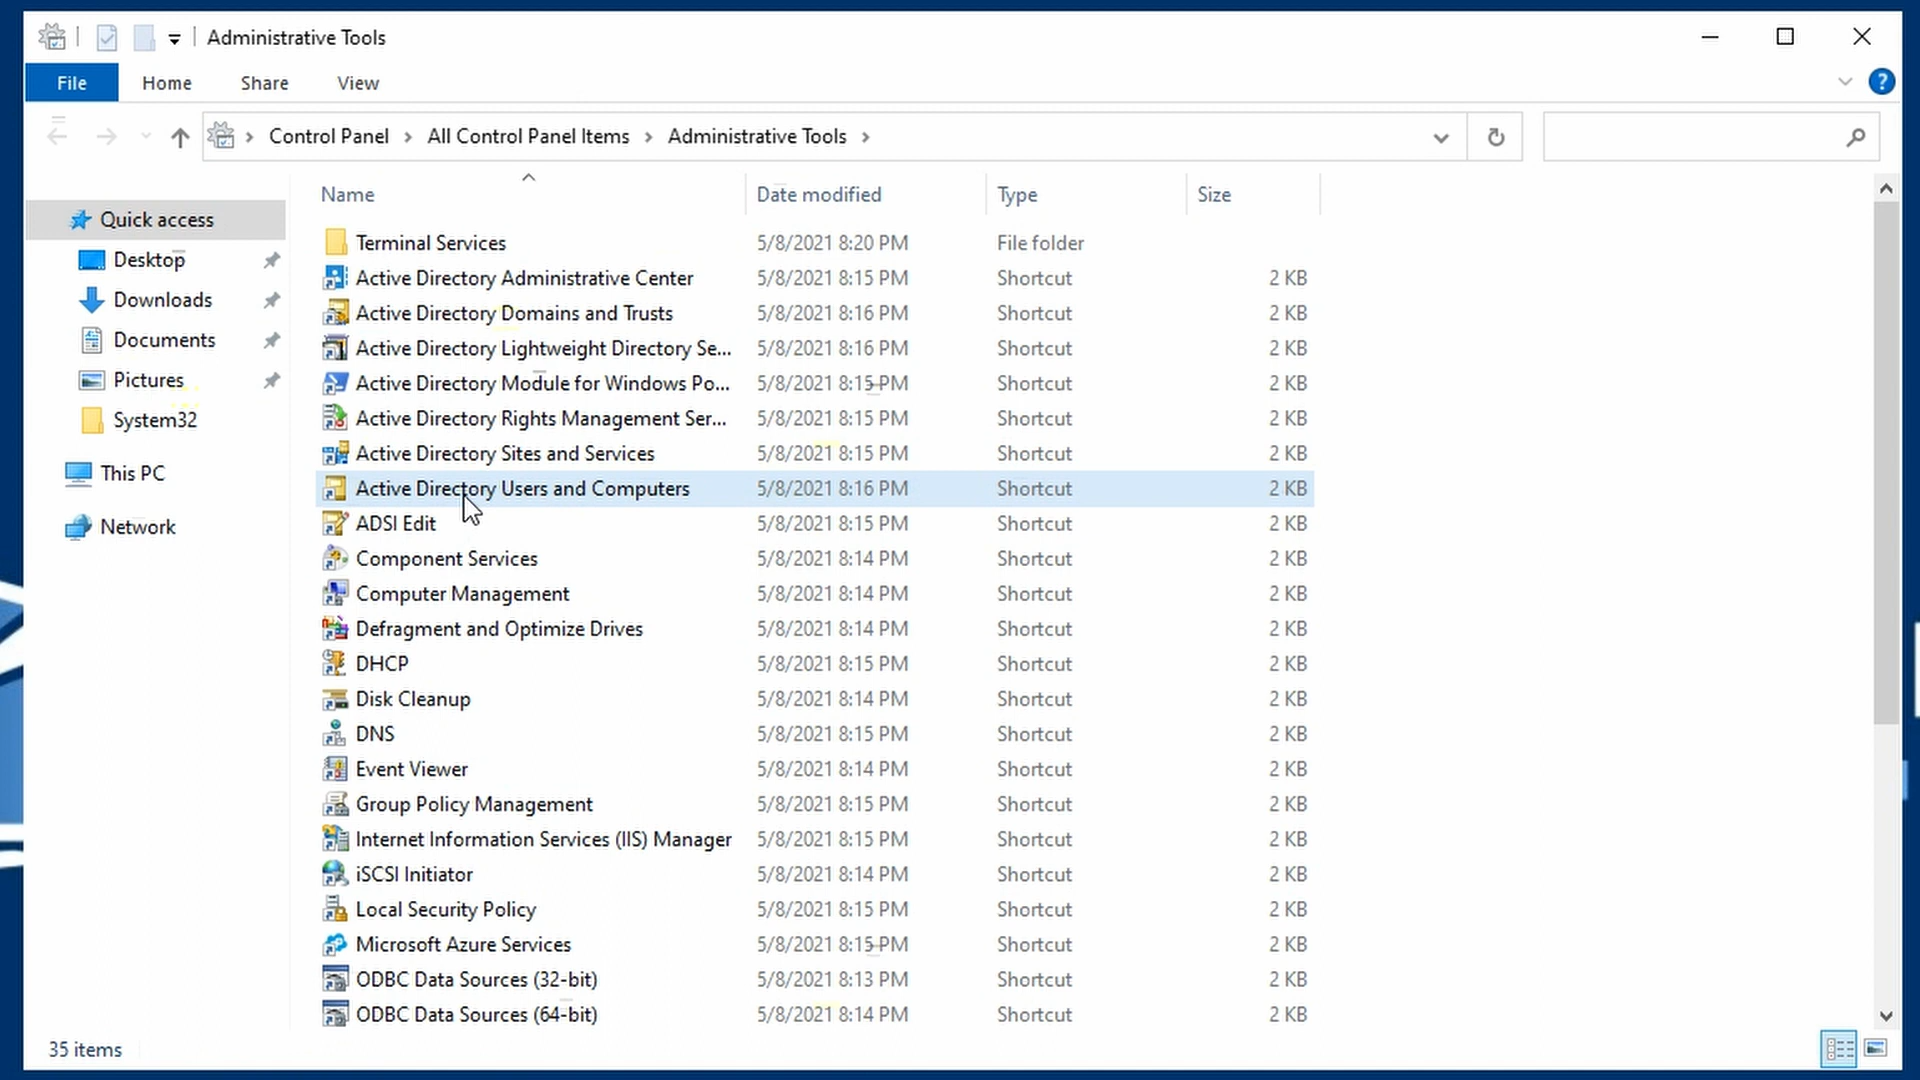 Administrative Tools
File Home Share View
Control Panel All Control Panel Items Administrative Tools
Name Date modified Type Size
Quick access
Desktop
Downloads
Documents
Pictures
System32
This PC
Network
Terminal Services 5/8/2021 8:20 PM File folder
Active Directory Administrative Center 5/8/2021 8:15 PM Shortcut 2 KB
Active Directory Domains and Trusts 5/8/2021 8:16 PM Shortcut 2 KB
Active Directory Lightweight Directory Se... 5/8/2021 8:16 PM Shortcut 2 KB
Active Directory Module for Windows Po... 5/8/2021 8:15 PM Shortcut 2 KB
Active Directory Rights Management Ser... 5/8/2021 8:15 PM Shortcut 2 KB
Active Directory Sites and Services 5/8/2021 8:15 PM Shortcut 2 KB
Active Directory Users and Computers 5/8/2021 8:16 PM Shortcut 2 KB
ADSI Edit 5/8/2021 8:15 PM Shortcut 2 KB
Component Services 5/8/2021 8:14 PM Shortcut 2 KB
Computer Management 5/8/2021 8:14 PM Shortcut 2 KB
Defragment and Optimize Drives 5/8/2021 8:14 PM Shortcut 2 KB
DHCP 5/8/2021 8:15 PM Shortcut 2 KB
Disk Cleanup 5/8/2021 8:14 PM Shortcut 2 KB
DNS 5/8/2021 8:15 PM Shortcut 2 KB
Event Viewer 5/8/2021 8:14 PM Shortcut 2 KB
Group Policy Management 5/8/2021 8:15 PM Shortcut 2 KB
Internet Information Services (IIS) Manager 5/8/2021 8:15 PM Shortcut 2 KB
iSCSI Initiator 5/8/2021 8:14 PM Shortcut 2 KB
Local Security Policy 5/8/2021 8:15 PM Shortcut 2 KB
Microsoft Azure Services 5/8/2021 8:15 PM Shortcut 2 KB
ODBC Data Sources (32-bit) 5/8/2021 8:13 PM Shortcut 2 KB
ODBC Data Sources (64-bit) 5/8/2021 8:14 PM Shortcut 2 KB
35 items